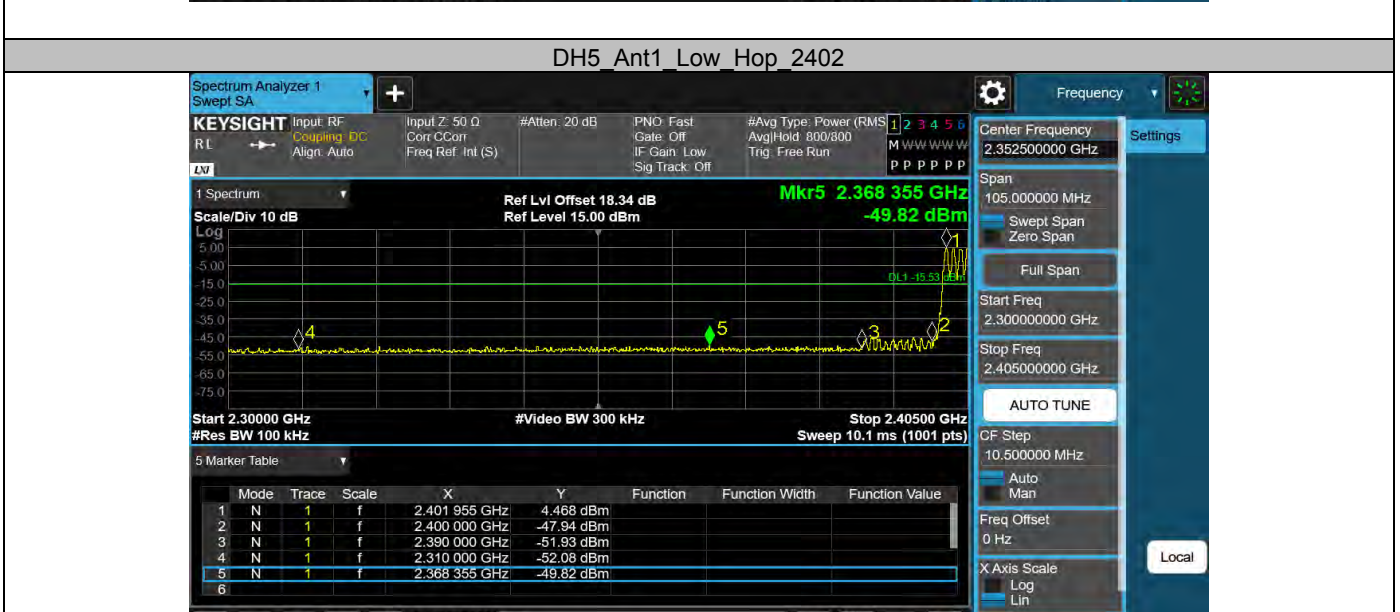 DH5_Ant1_Low_Hop_2402
Spectrum Analyzer 1
Swept SA
+
Frequency
KEYSIGHT
RL
LXI
Input: RF
Coupling: DC
Align: Auto
Input Z: 50 Ω
Corr CCorr
Freq Ref: Int (S)
#Atten: 20 dB
PNO: Fast
Gate: Off
IF Gain: Low
Sig Track: Off
#Avg Type: Power (RMS
Avg|Hold: 800/800
Trig: Free Run
1 2 3 4 5 6
M W W W W W
P P P P P P
Center Frequency
2.352500000 GHz
Settings
1 Spectrum
Scale/Div 10 dB
Ref Lvl Offset 18.34 dB
Ref Level 15.00 dBm
Mkr5 2.368 355 GHz
-49.82 dBm
Span
105.000000 MHz
Swept Span
Zero Span
Full Span
Log
5.00
-5.00
-15.0
-25.0
-35.0
-45.0
-55.0
-65.0
-75.0
DL1 -15.53 dBm
1
2
3
4
5
Start Freq
2.300000000 GHz
Stop Freq
2.405000000 GHz
AUTO TUNE
Start 2.30000 GHz
#Video BW 300 kHz
Stop 2.40500 GHz
#Res BW 100 kHz
Sweep 10.1 ms (1001 pts)
CF Step
10.500000 MHz
Auto
Man
5 Marker Table
Mode Trace Scale X Y Function Function Width Function Value
1 N 1 f 2.401 955 GHz 4.468 dBm
2 N 1 f 2.400 000 GHz -47.94 dBm
3 N 1 f 2.390 000 GHz -51.93 dBm
4 N 1 f 2.310 000 GHz -52.08 dBm
5 N 1 f 2.368 355 GHz -49.82 dBm
6
Freq Offset
0 Hz
Local
X Axis Scale
Log
Lin